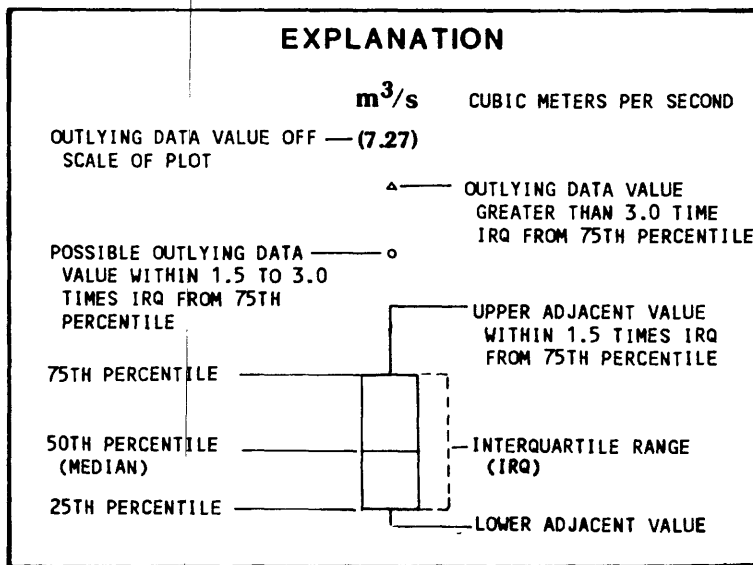 EXPLANATION
m³/s CUBIC METERS PER SECOND
OUTLYING DATA VALUE OFF
SCALE OF PLOT
(7.27)
OUTLYING DATA VALUE
GREATER THAN 3.0 TIME
IRQ FROM 75TH PERCENTILE
POSSIBLE OUTLYING DATA
VALUE WITHIN 1.5 TO 3.0
TIMES IRQ FROM 75TH
PERCENTILE
UPPER ADJACENT VALUE
WITHIN 1.5 TIMES IRQ
FROM 75TH PERCENTILE
75TH PERCENTILE
50TH PERCENTILE
(MEDIAN)
INTERQUARTILE RANGE
(IRQ)
25TH PERCENTILE
LOWER ADJACENT VALUE